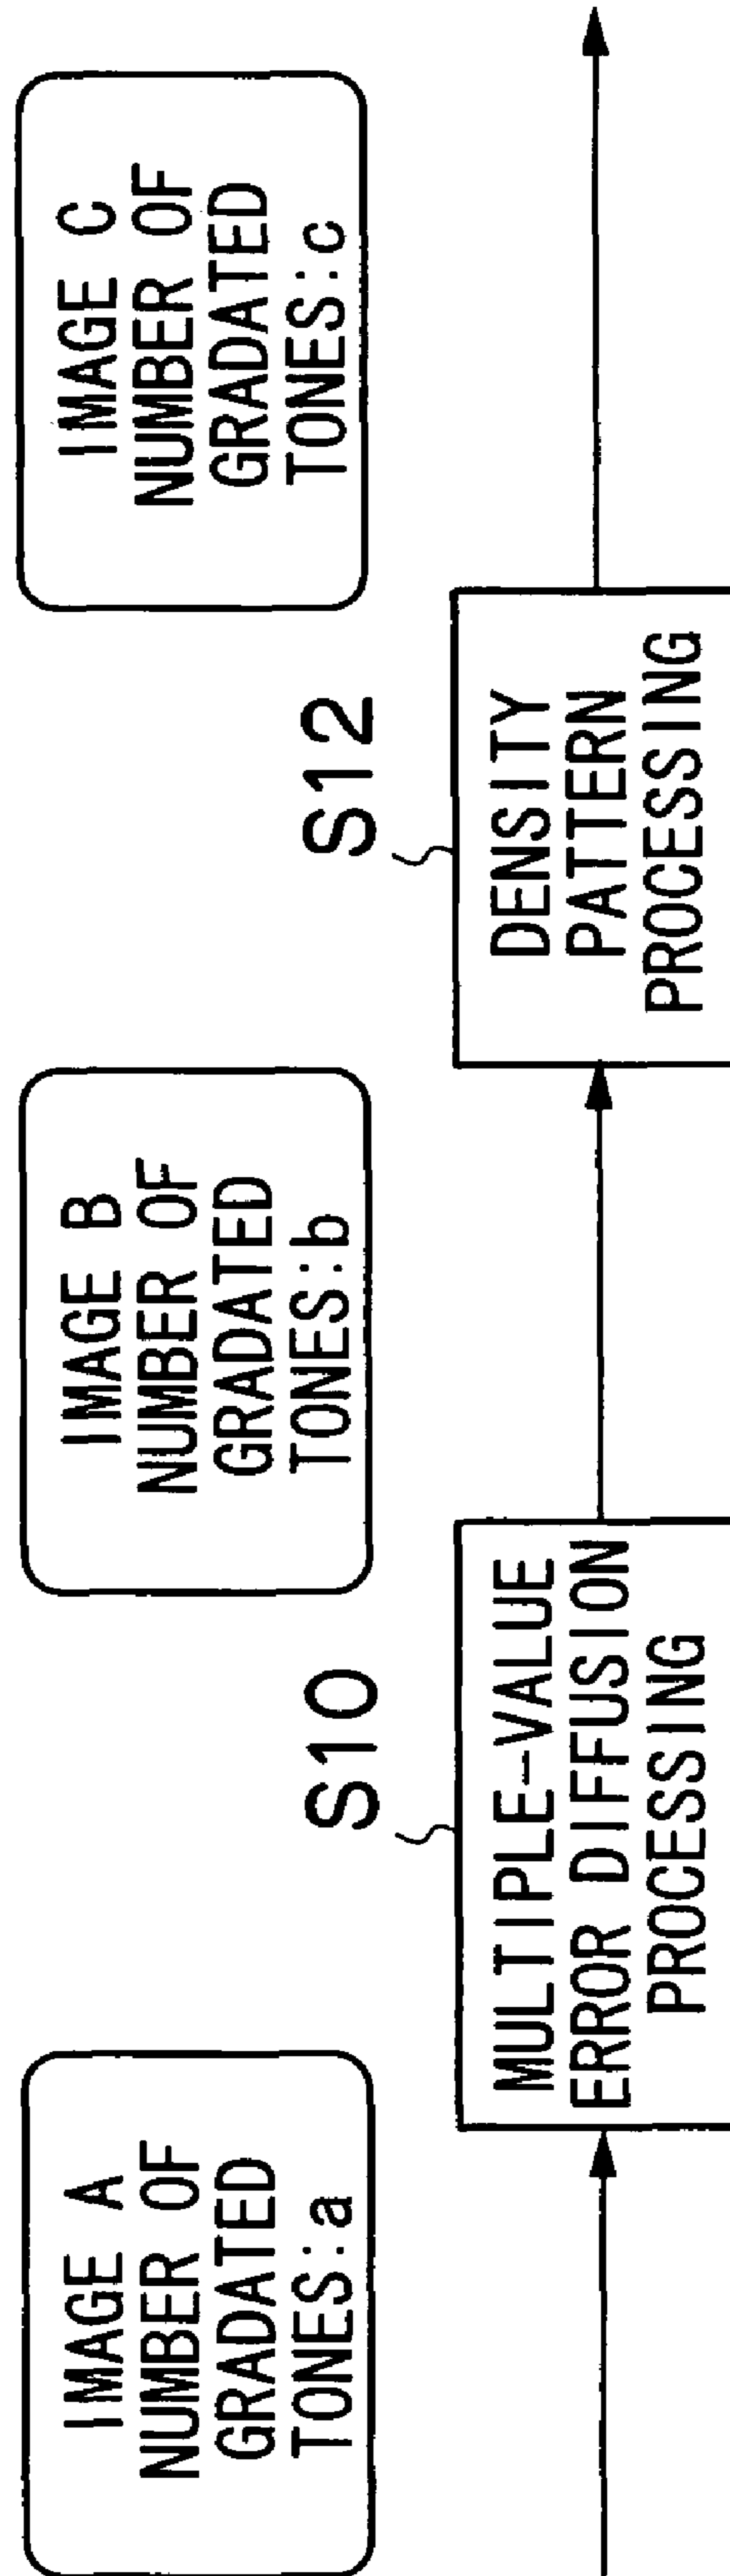 IMAGE A
NUMBER OF
GRADATED
TONES:a
S10
MULTIPLE-VALUE
ERROR DIFFUSION
PROCESSING
IMAGE B
NUMBER OF
GRADATED
TONES:b
S12
DENSITY
PATTERN
PROCESSING
IMAGE C
NUMBER OF
GRADATED
TONES:c